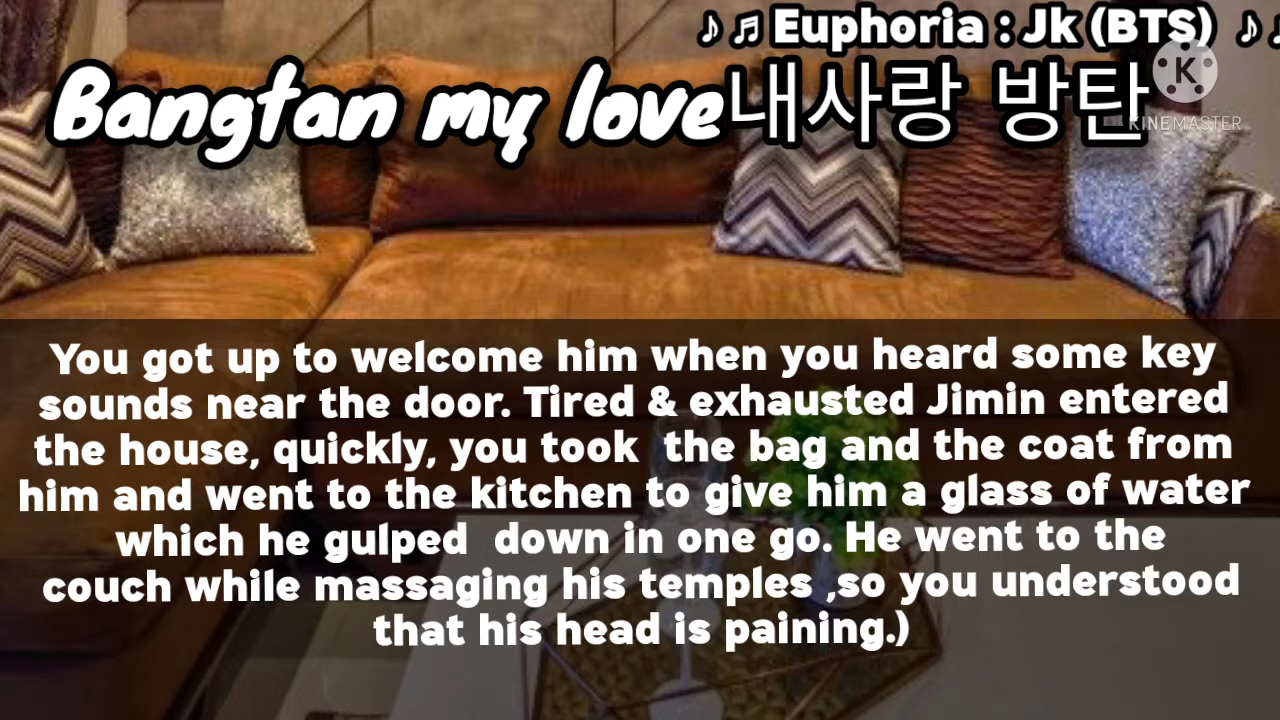 ♪ ♬ Euphoria : Jk (BTS) ♪
Bangtan my love내사랑 방탄
K
KINEMASTER
You got up to welcome him when you heard some key
sounds near the door. Tired & exhausted Jimin entered
the house, quickly, you took the bag and the coat from
him and went to the kitchen to give him a glass of water
which he gulped down in one go. He went to the
couch while massaging his temples ,so you understood
that his head is paining.)